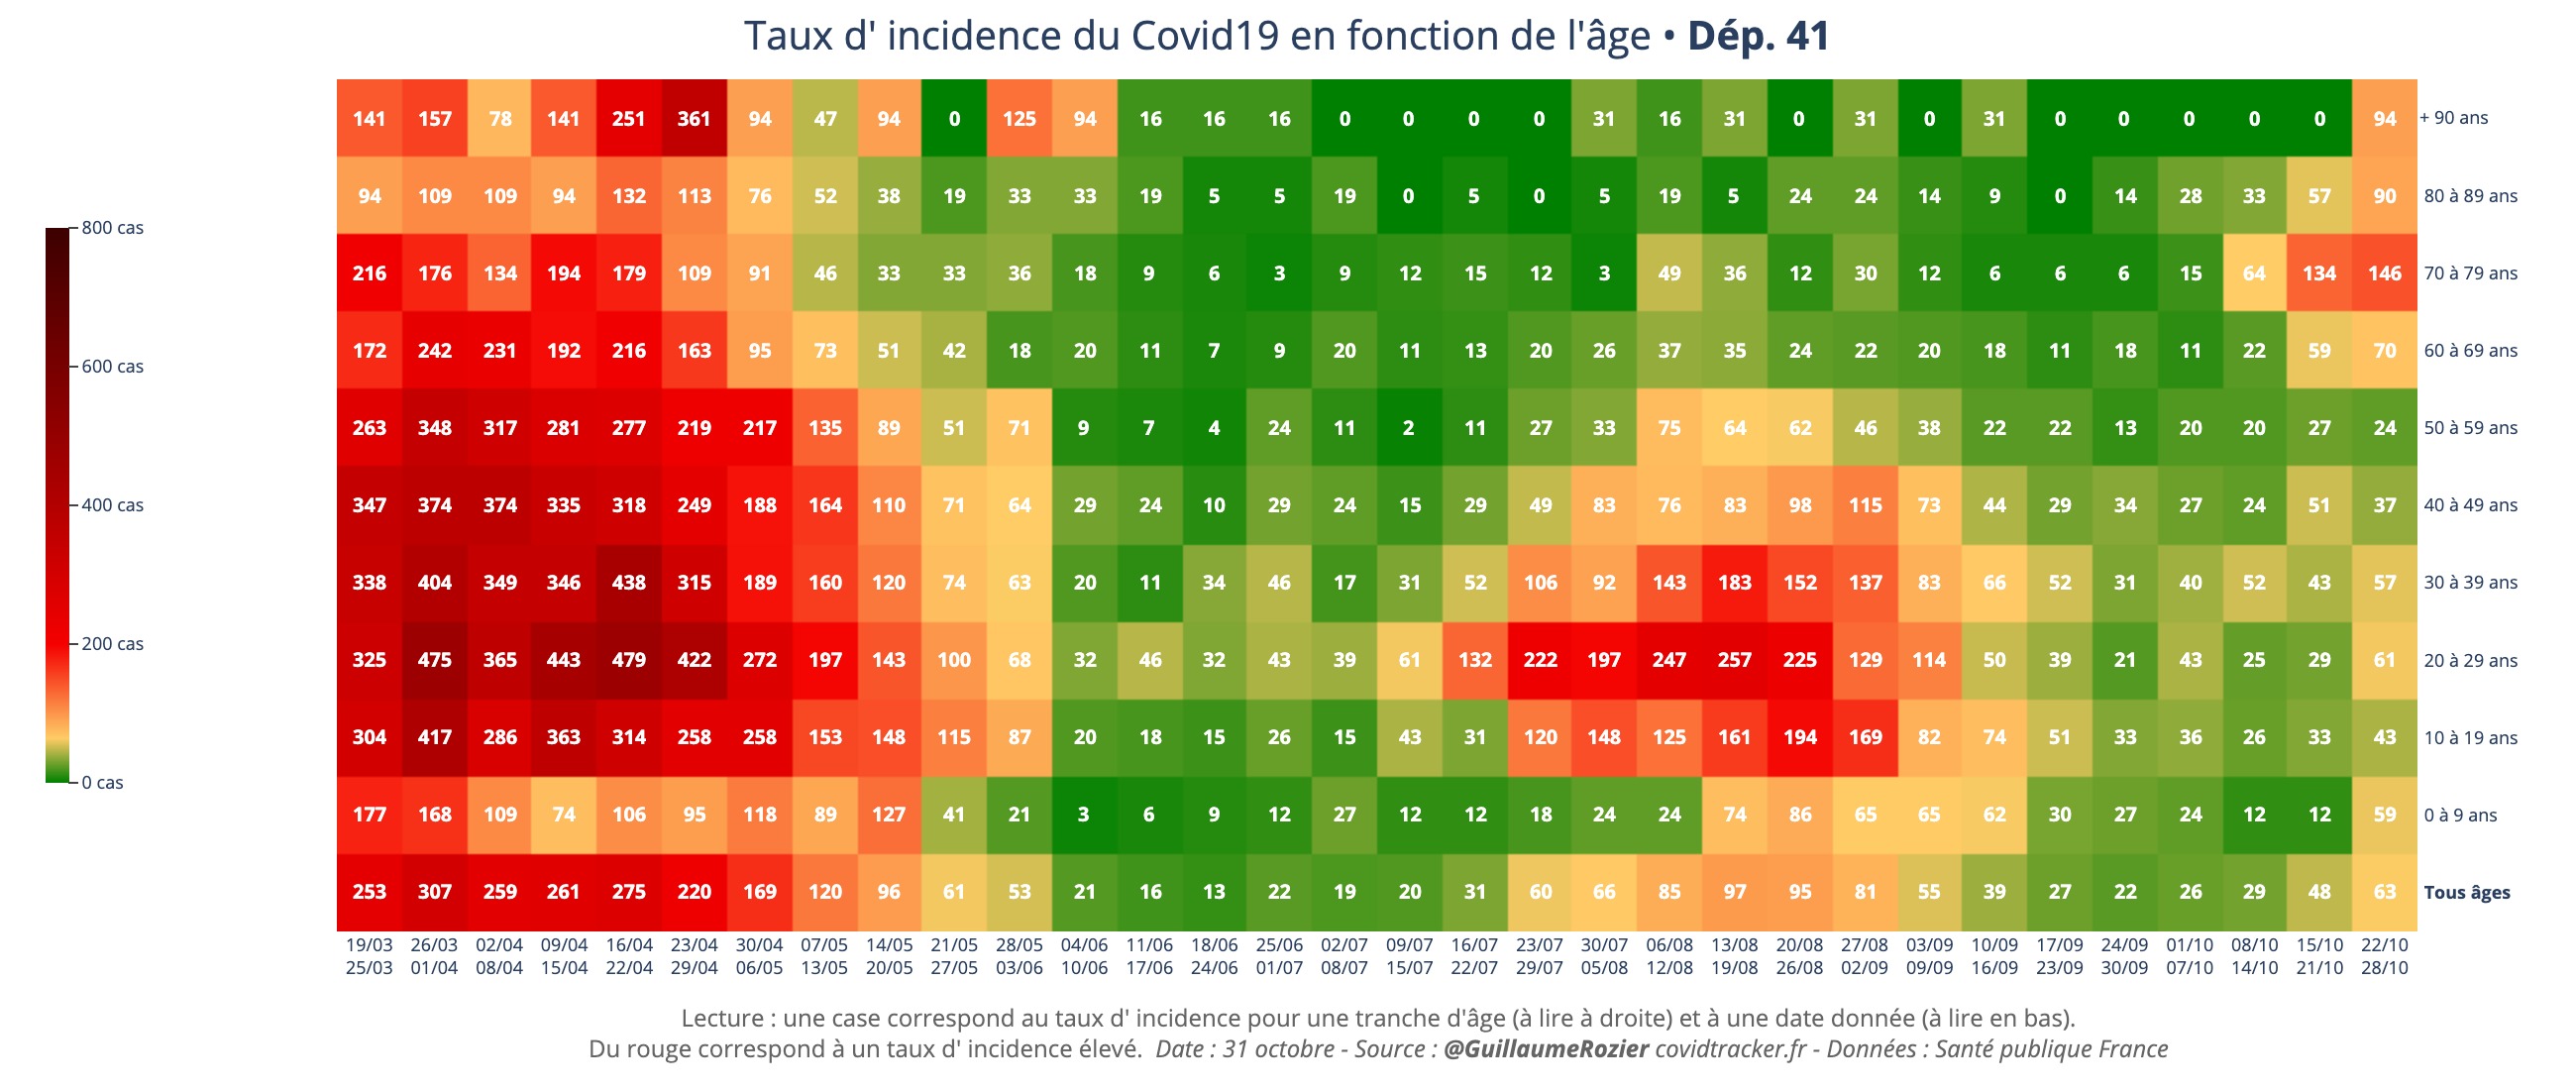 Taux d' incidence du Covid19 en fonction de l'âge • Dép. 41
800 cas
600 cas
400 cas
200 cas
0 cas
141 157 78 141 251 361 94 47 94 0 125 94 16 16 16 0 0 0 0 31 16 31 0 31 0 31 0 0 0 0 0 94 + 90 ans
94 109 109 94 132 113 76 52 38 19 33 33 19 5 5 19 0 5 0 5 19 5 24 24 14 9 0 14 28 33 57 90 80 à 89 ans
216 176 134 194 179 109 91 46 33 33 36 18 9 6 3 9 12 15 12 3 49 36 12 30 12 6 6 6 15 64 134 146 70 à 79 ans
172 242 231 192 216 163 95 73 51 42 18 20 11 7 9 20 11 13 20 26 37 35 24 22 20 18 11 18 11 22 59 70 60 à 69 ans
263 348 317 281 277 219 217 135 89 51 71 9 7 4 24 11 2 11 27 33 75 64 62 46 38 22 22 13 20 20 27 24 50 à 59 ans
347 374 374 335 318 249 188 164 110 71 64 29 24 10 29 24 15 29 49 83 76 83 98 115 73 44 29 34 27 24 51 37 40 à 49 ans
338 404 349 346 438 315 189 160 120 74 63 20 11 34 46 17 31 52 106 92 143 183 152 137 83 66 52 31 40 52 43 57 30 à 39 ans
325 475 365 443 479 422 272 197 143 100 68 32 46 32 43 39 61 132 222 197 247 257 225 129 114 50 39 21 43 25 29 61 20 à 29 ans
304 417 286 363 314 258 258 153 148 115 87 20 18 15 26 15 43 31 120 148 125 161 194 169 82 74 51 33 36 26 33 43 10 à 19 ans
177 168 109 74 106 95 118 89 127 41 21 3 6 9 12 27 12 12 18 24 24 74 86 65 65 62 30 27 24 12 12 59 0 à 9 ans
253 307 259 261 275 220 169 120 96 61 53 21 16 13 22 19 20 31 60 66 85 97 95 81 55 39 27 22 26 29 48 63 Tous âges
19/03 26/03 02/04 09/04 16/04 23/04 30/04 07/05 14/05 21/05 28/05 04/06 11/06 18/06 25/06 02/07 09/07 16/07 23/07 30/07 06/08 13/08 20/08 27/08 03/09 10/09 17/09 24/09 01/10 08/10 15/10 22/10
25/03 01/04 08/04 15/04 22/04 29/04 06/05 13/05 20/05 27/05 03/06 10/06 17/06 24/06 01/07 08/07 15/07 22/07 29/07 05/08 12/08 19/08 26/08 02/09 09/09 16/09 23/09 30/09 07/10 14/10 21/10 28/10
Lecture : une case correspond au taux d' incidence pour une tranche d'âge (à lire à droite) et à une date donnée (à lire en bas).
Du rouge correspond à un taux d' incidence élevé. Date : 31 octobre - Source : @GuillaumeRozier covidtracker.fr - Données : Santé publique France